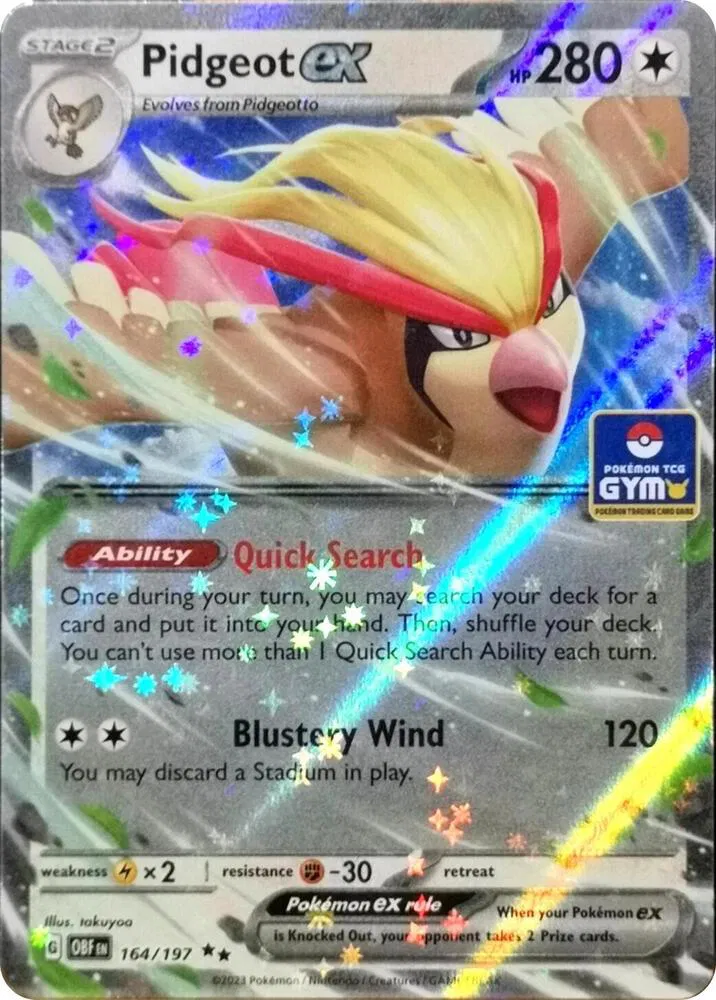 STAGE 2
Pidgeot ex
HP 280
Evolves from Pidgeotto
POKÉMON TCG
GYM
POKÉMON TRADING CARD GAME
Ability Quick Search
Once during your turn, you may search your deck for a
card and put it into your hand. Then, shuffle your deck.
You can't use more than 1 Quick Search Ability each turn.
Blustery Wind 120
You may discard a Stadium in play.
weakness ×2 resistance -30 retreat
Pokémon ex rule When your Pokémon ex
is Knocked Out, your opponent takes 2 Prize cards.
Illus. takuyoa
G OBF EN 164/197
©2023 Pokémon / Nintendo / Creatures / GAME FREAK